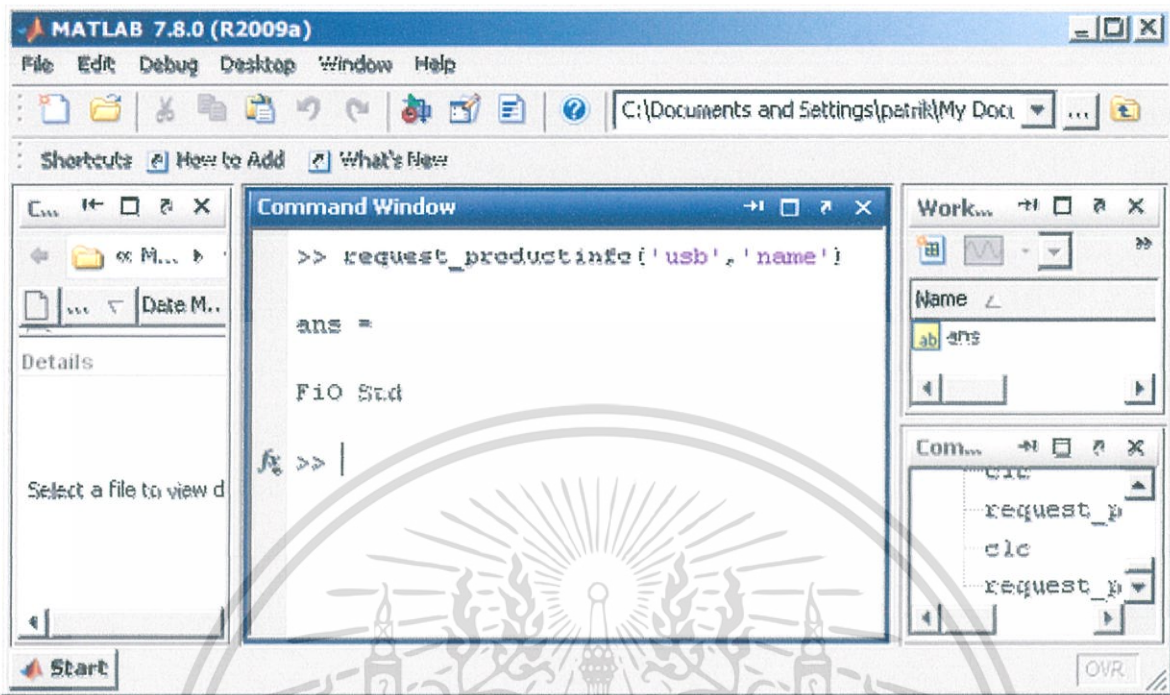 MATLAB 7.8.0 (R2009a)
File Edit Debug Desktop Window Help
C:\Documents and Settings\patrik\My Docu
...
Shortcuts How to Add What's New
C...
« M...
... Date M..
Details
Select a file to view d
Command Window
>> request_productinfo('usb','name')
ans =
FiO Std
fx >>
Work...
Name
ab ans
Com...
clc
request_p
clc
request_p
Start
OVR